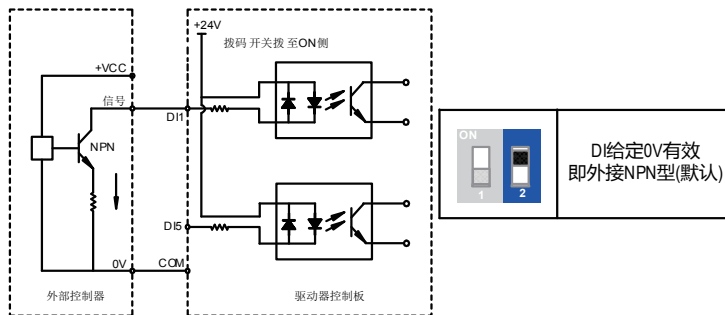 +24V
拨码开关拨至ON侧
+VCC
信号
DI1
NPN
DI5
0V
COM
外部控制器
驱动器控制板
ON
1
2
DI给定0V有效
即外接NPN型(默认)